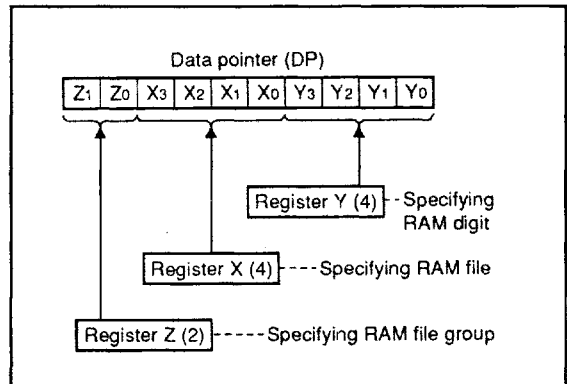 Data pointer (DP)
Z1 Z0 X3 X2 X1 X0 Y3 Y2 Y1 Y0
Register Y (4) Specifying
RAM digit
Register X (4) Specifying RAM file
Register Z (2) Specifying RAM file group